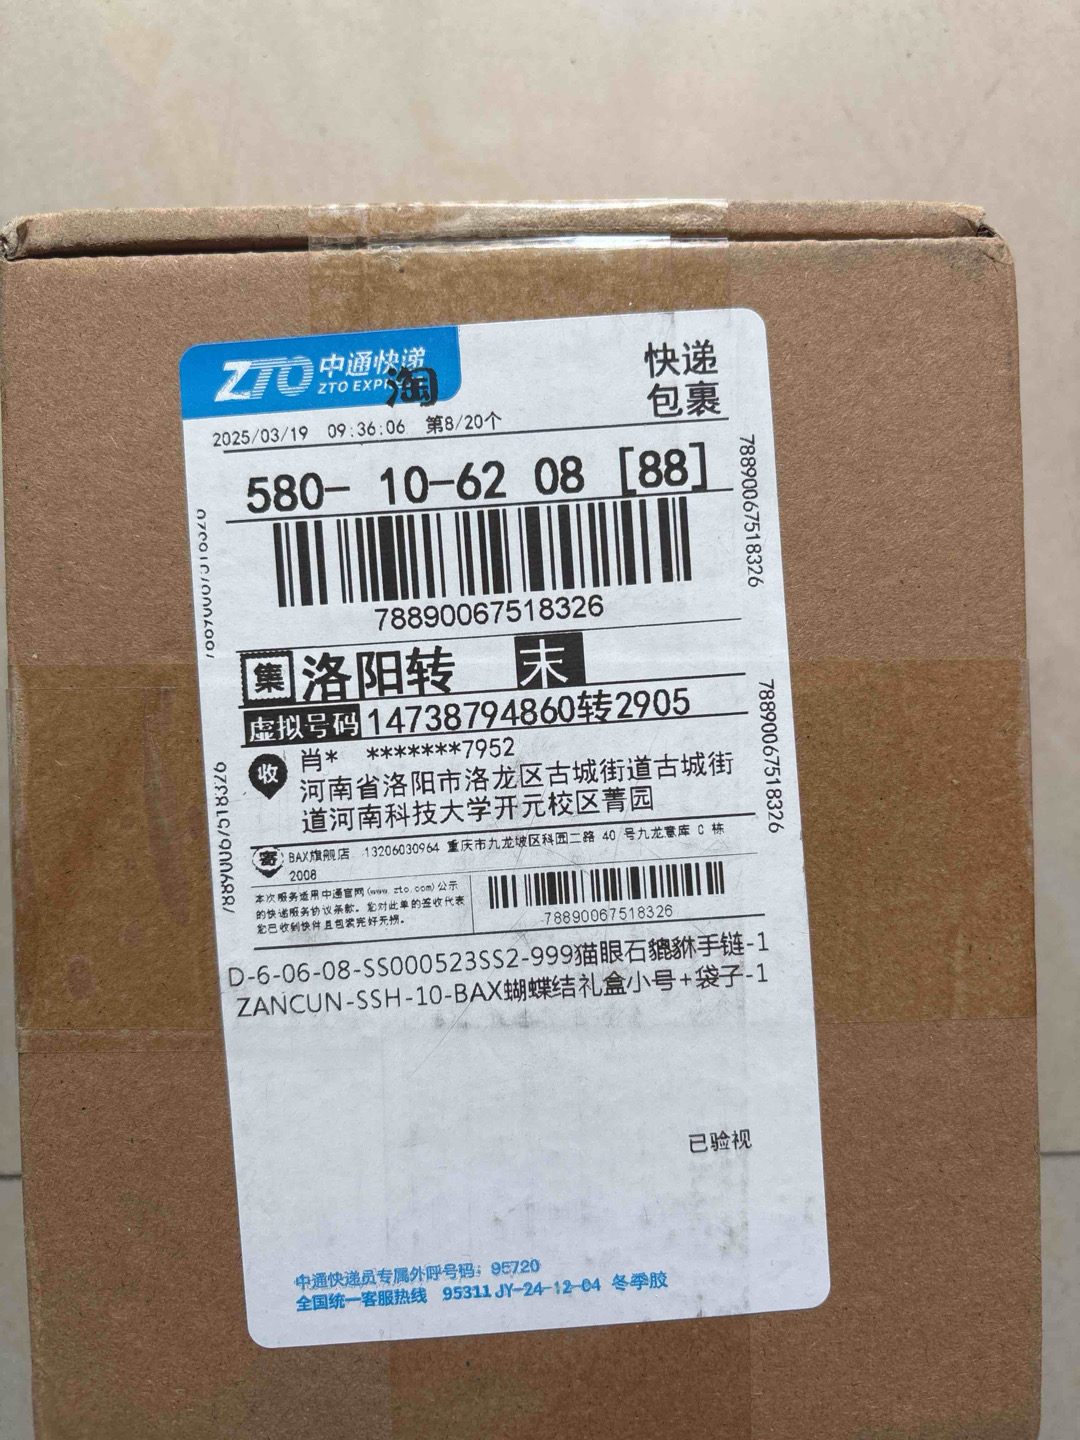 ZTO 中通快递
ZTO EXPRESS
淘
快递
包裹
2025/03/19 09:36:06 第8/20个
580- 10-62 08 [88]
78890067518326
78890067518326
集 洛阳转 末
虚拟号码 14738794860转2905
收 肖* *******7952
河南省洛阳市洛龙区古城街道古城街
道河南科技大学开元校区菁园
78890067518326
寄 BAX旗舰店 13206030964 重庆市九龙坡区科园二路 40 号九龙意库 C 栋
2008
本次服务适用中通官网(www.zto.com)公示
的快递服务协议条款。您对此单的签收代表
您已收到快件且包装完好无损。
78890067518326
D-6-06-08-SS000523SS2-999猫眼石貔貅手链-1
ZANCUN-SSH-10-BAX蝴蝶结礼盒小号+袋子-1
已验视
中通快递员专属外呼号码：95720
全国统一客服热线 95311 JY-24-12-04 冬季胶